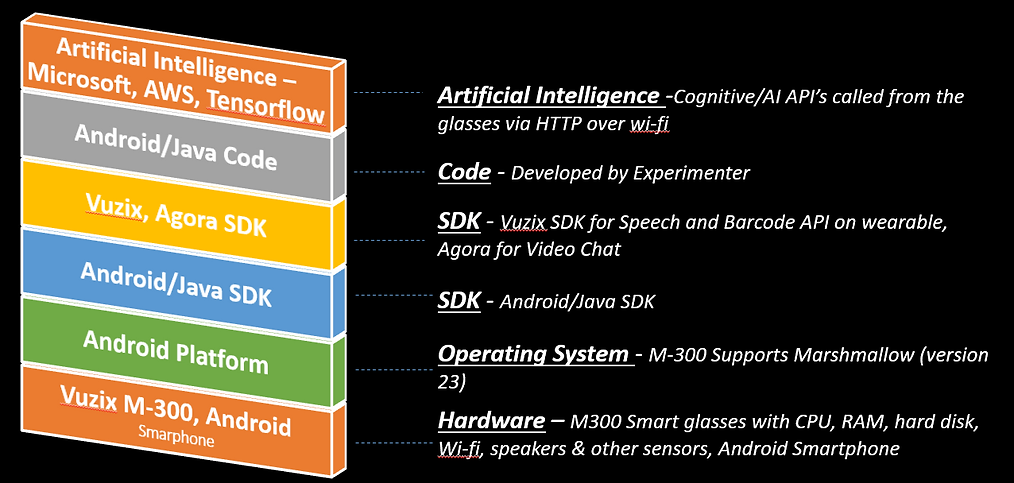 Artificial Intelligence –
Microsoft, AWS, Tensorflow
Android/Java Code
Vuzix, Agora SDK
Android/Java SDK
Android Platform
Vuzix M-300, Android
Smarphone
Artificial Intelligence -Cognitive/AI API's called from the
glasses via HTTP over wi-fi
Code - Developed by Experimenter
SDK - Vuzix SDK for Speech and Barcode API on wearable,
Agora for Video Chat
SDK - Android/Java SDK
Operating System - M-300 Supports Marshmallow (version
23)
Hardware – M300 Smart glasses with CPU, RAM, hard disk,
Wi-fi, speakers & other sensors, Android Smartphone